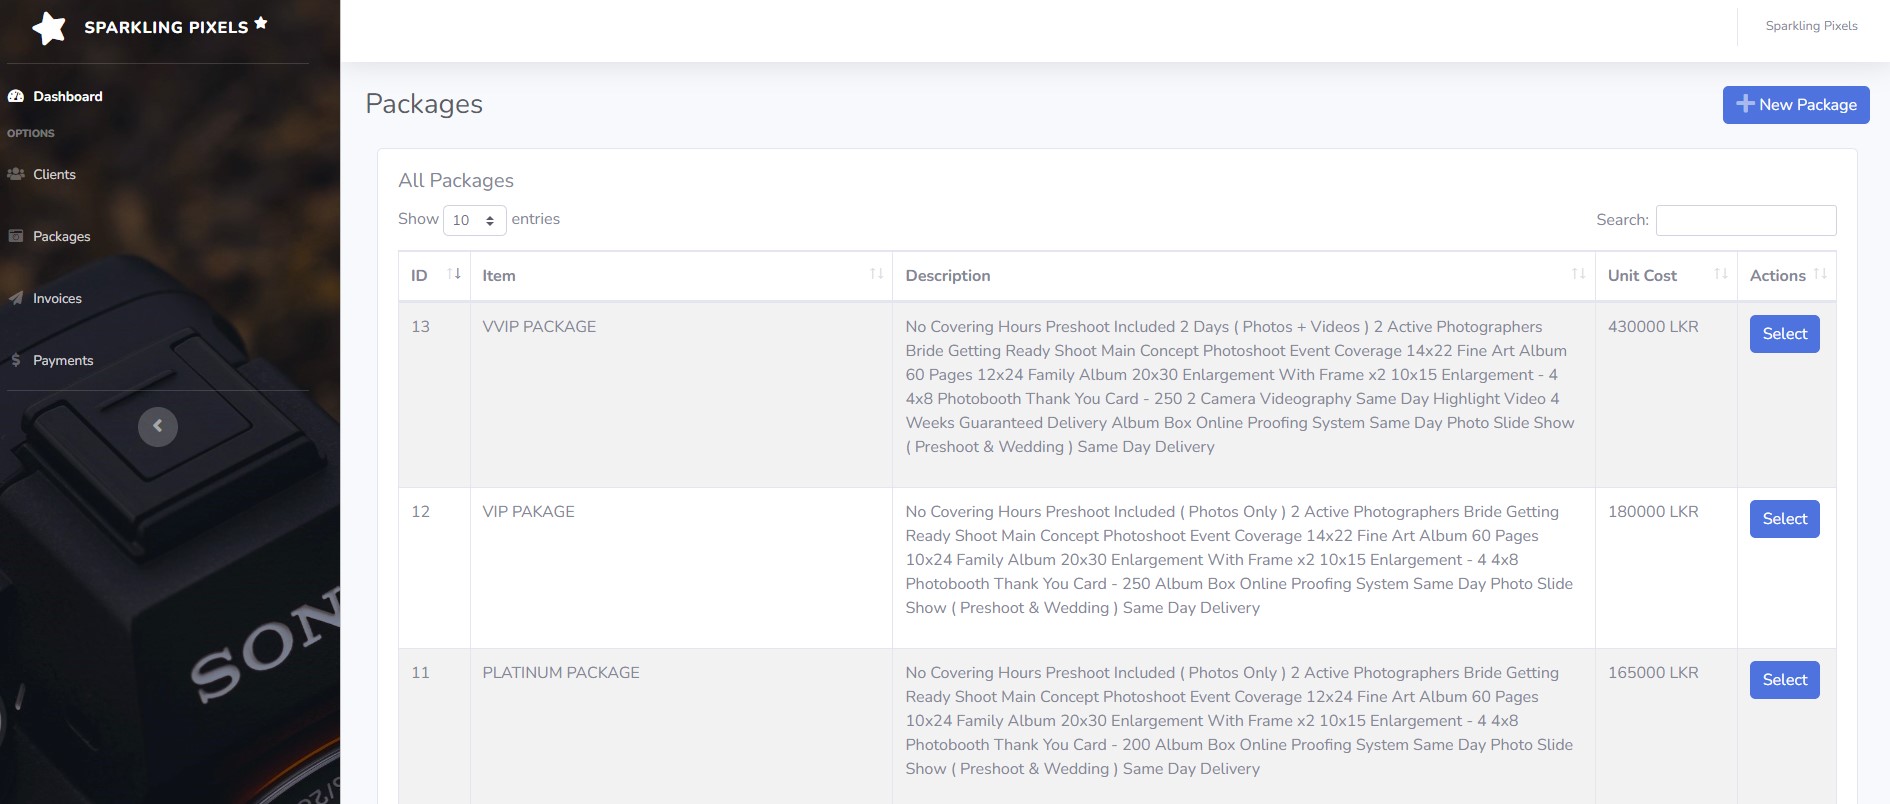 SPARKLING PIXELS
Sparkling Pixels
Dashboard
OPTIONS
Clients
Packages
Invoices
Payments
SON
Packages
New Package
All Packages
Show 10 entries
Search:
ID Item Description Unit Cost Actions
13 VVIP PACKAGE No Covering Hours Preshoot Included 2 Days ( Photos + Videos ) 2 Active Photographers 430000 LKR Select
Bride Getting Ready Shoot Main Concept Photoshoot Event Coverage 14x22 Fine Art Album
60 Pages 12x24 Family Album 20x30 Enlargement With Frame x2 10x15 Enlargement - 4
4x8 Photobooth Thank You Card - 250 2 Camera Videography Same Day Highlight Video 4
Weeks Guaranteed Delivery Album Box Online Proofing System Same Day Photo Slide Show
( Preshoot & Wedding ) Same Day Delivery
12 VIP PAKAGE No Covering Hours Preshoot Included ( Photos Only ) 2 Active Photographers Bride Getting 180000 LKR Select
Ready Shoot Main Concept Photoshoot Event Coverage 14x22 Fine Art Album 60 Pages
10x24 Family Album 20x30 Enlargement With Frame x2 10x15 Enlargement - 4 4x8
Photobooth Thank You Card - 250 Album Box Online Proofing System Same Day Photo Slide
Show ( Preshoot & Wedding ) Same Day Delivery
11 PLATINUM PACKAGE No Covering Hours Preshoot Included ( Photos Only ) 2 Active Photographers Bride Getting 165000 LKR Select
Ready Shoot Main Concept Photoshoot Event Coverage 12x24 Fine Art Album 60 Pages
10x24 Family Album 20x30 Enlargement With Frame x2 10x15 Enlargement - 4 4x8
Photobooth Thank You Card - 200 Album Box Online Proofing System Same Day Photo Slide
Show ( Preshoot & Wedding ) Same Day Delivery